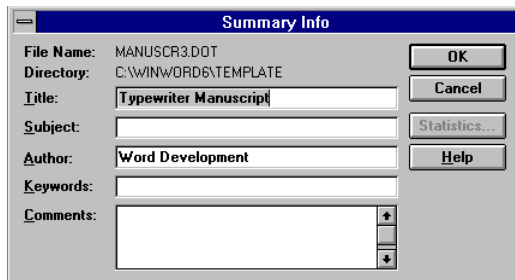 Summary Info
File Name: MANUSCR3.DOT
Directory: C:\WINWORD6\TEMPLATE
Title: Typewriter Manuscript
Subject:
Author: Word Development
Keywords:
Comments:
OK
Cancel
Statistics...
Help